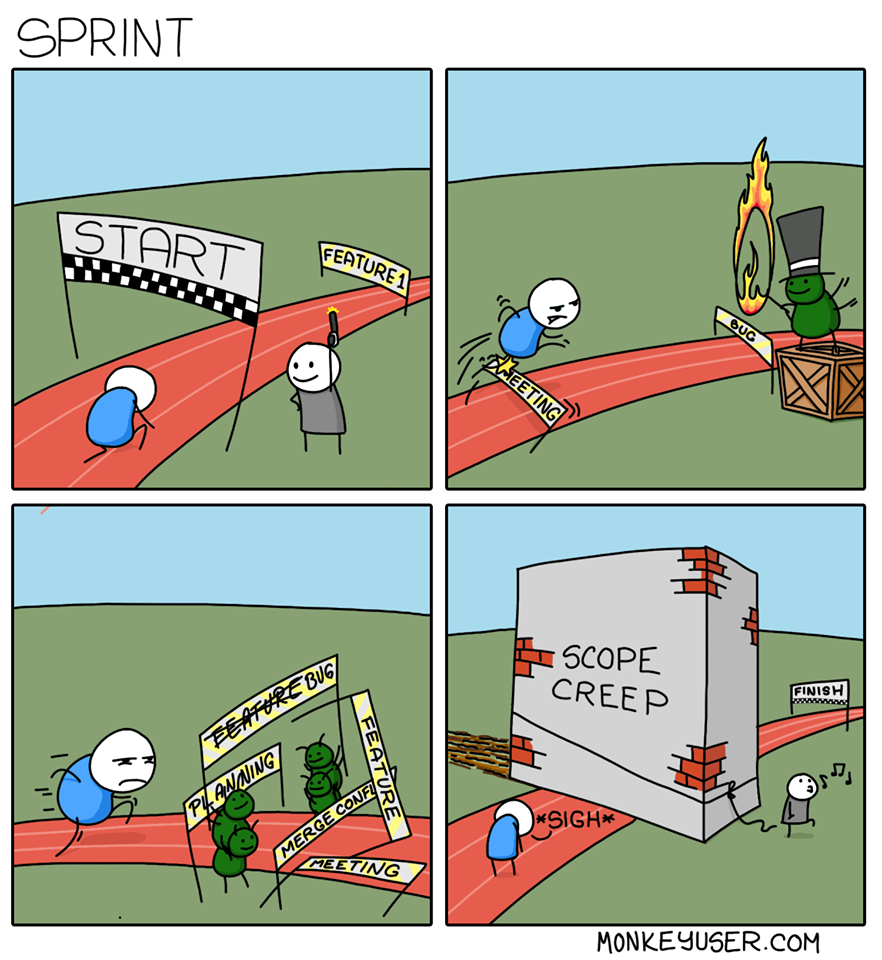 SPRINT
START
FEATURE 1
MEETING
BUG
FEATURE BUG
PLANNING
FEATURE
MERGE CONFL
MEETING
SCOPE
CREEP
FINISH
*SIGH*
MONKEYUSER.COM